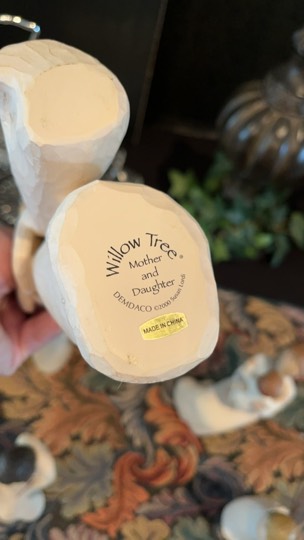 Willow Tree®
Mother
and
Daughter
DEMDACO ©2000 Susan Lordi
MADE IN CHINA